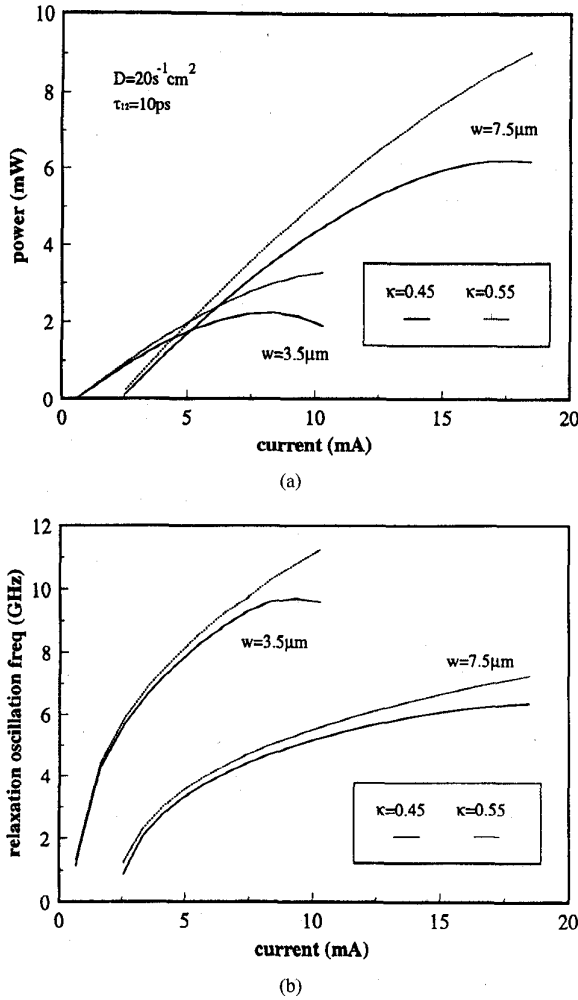 10
8
6
4
2
0
power (mW)
D=20s⁻¹cm²
τ₁₂=10ps
w=7.5μm
κ=0.45 κ=0.55
w=3.5μm
0 5 10 15 20
current (mA)
(a)
12
10
8
6
4
2
0
relaxation oscillation freq (GHz)
w=3.5μm
w=7.5μm
κ=0.45 κ=0.55
0 5 10 15 20
current (mA)
(b)